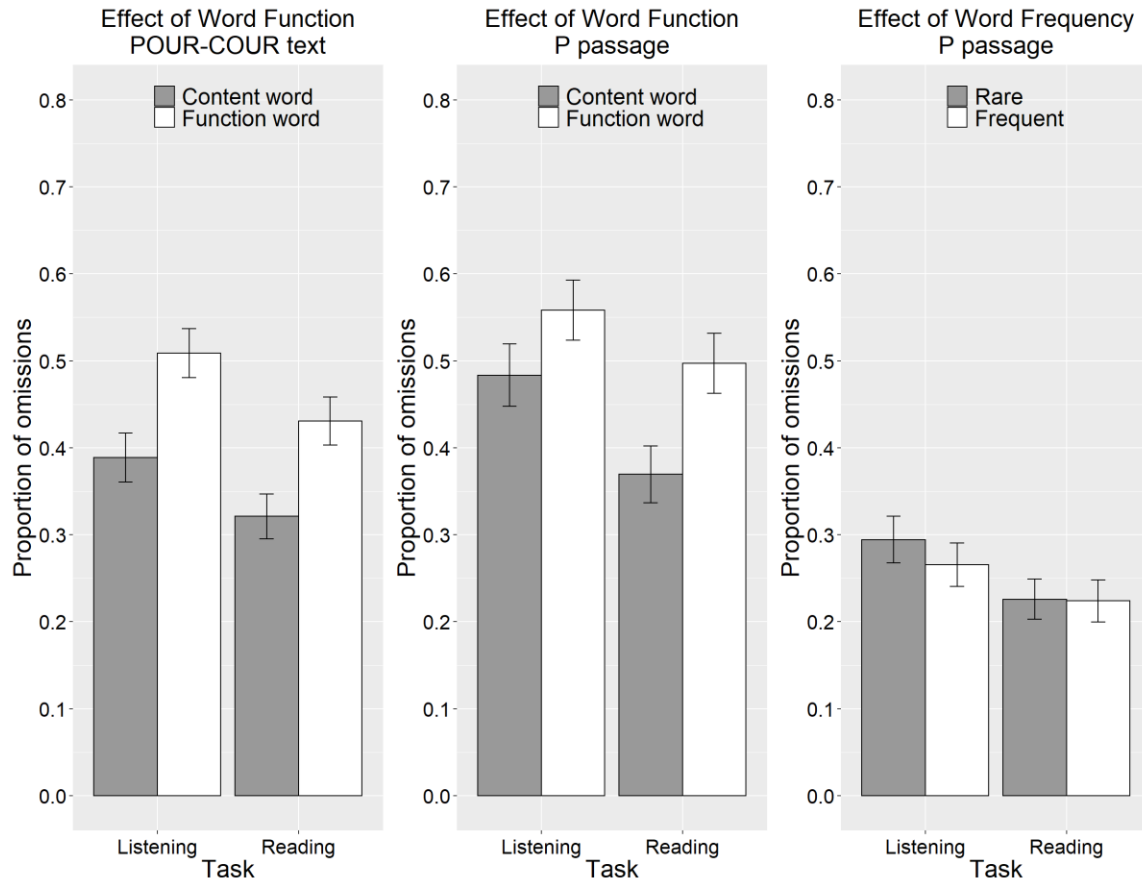 Effect of Word Function
POUR-COUR text
Content word
Function word
0.8
0.7
0.6
0.5
0.4
0.3
0.2
0.1
0.0
Proportion of omissions
Listening
Reading
Task
Effect of Word Function
P passage
Content word
Function word
0.8
0.7
0.6
0.5
0.4
0.3
0.2
0.1
0.0
Proportion of omissions
Listening
Reading
Task
Effect of Word Frequency
P passage
Rare
Frequent
0.8
0.7
0.6
0.5
0.4
0.3
0.2
0.1
0.0
Proportion of omissions
Listening
Reading
Task